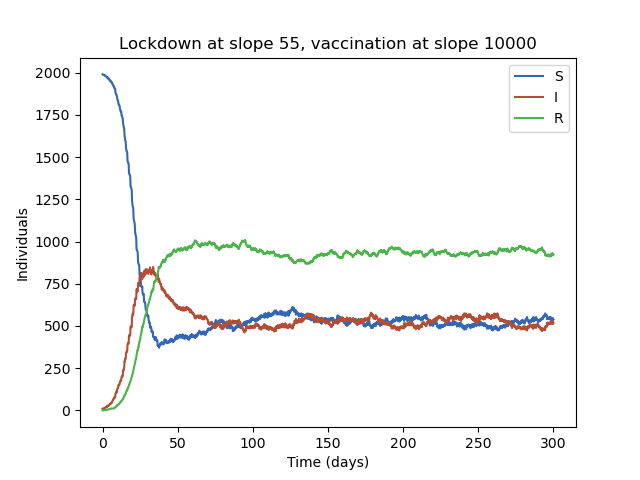 Lockdown at slope 55, vaccination at slope 10000
S
I
R
Individuals
2000
1750
1500
1250
1000
750
500
250
0
0 50 100 150 200 250 300
Time (days)